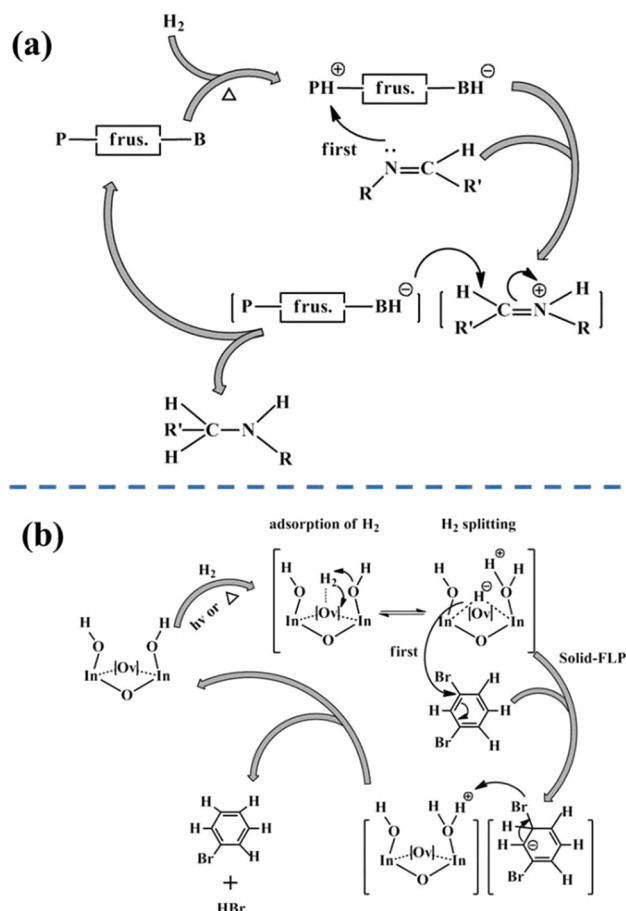 (a)
H₂
△
P frus. B
PH⊕ frus. BH⊖
first
N=C H
R R'
[P frus. BH⊖] [H R' C=N⊕ H R]
H H
R'-C-N
H R
(b)
adsorption of H₂ H₂ splitting
H₂
hν or △
H H
O O
|Ov|
In In
O
H H
O H₂ O
|Ov|
In In
O
H H⊕ H
O H⊖ O
|Ov|
In In
O
first
Solid-FLP
Br H
H H
Br H
H H⊕
O H O
|Ov|
In In
O
Br H
H ⊖ H
Br H
H H
H H
Br H
+
HBr